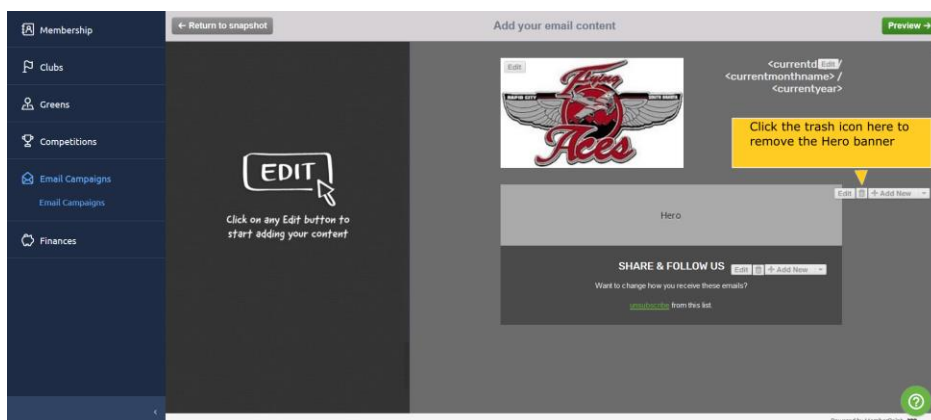 Membership
Clubs
Greens
Competitions
Email Campaigns
Email Campaigns
Finances
← Return to snapshot
Add your email content
Preview →
EDIT
Click on any Edit button to
start adding your content
Edit
Flying
Aces
<currentd Edit /
<currentmonthname> /
<currentyear>
Click the trash icon here to
remove the Hero banner
Edit + Add New
Hero
SHARE & FOLLOW US Edit + Add New
Want to change how you receive these emails?
unsubscribe from this list.